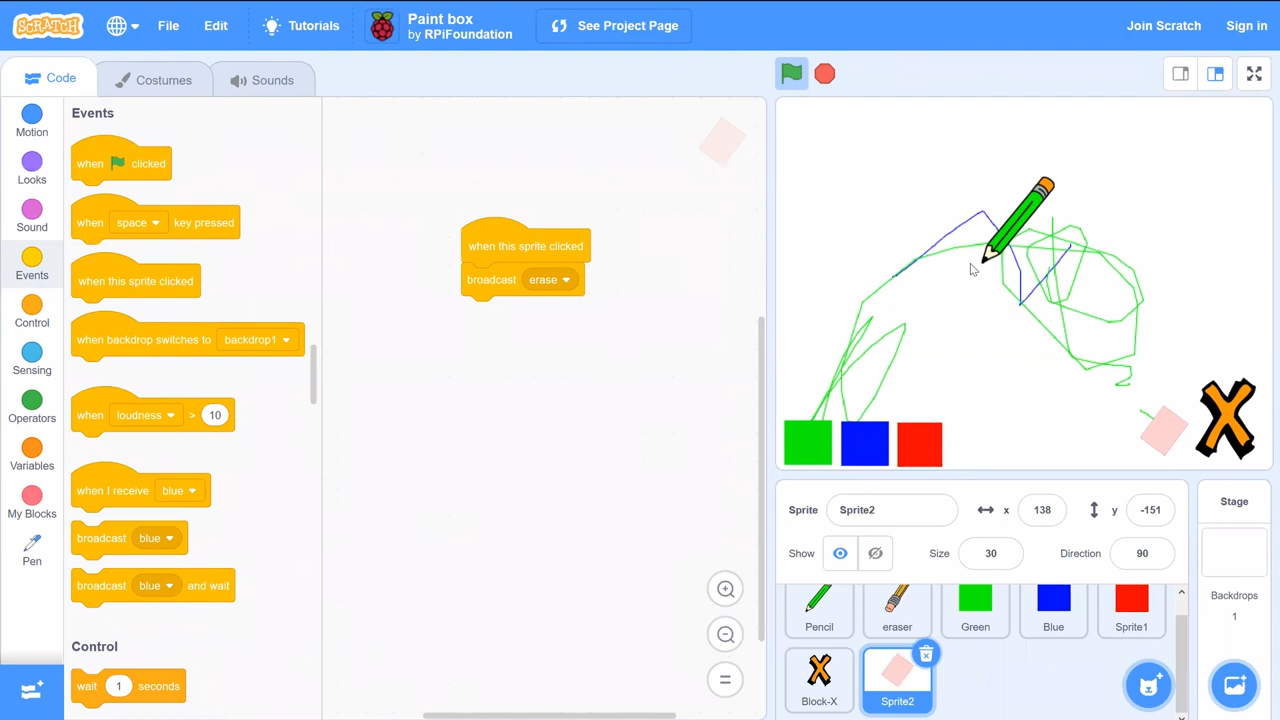 SCRATCH
File
Edit
Tutorials
Paint box
by RPiFoundation
See Project Page
Join Scratch
Sign in
Code
Costumes
Sounds
Motion
Looks
Sound
Events
Control
Sensing
Operators
Variables
My Blocks
Pen
Events
when clicked
when space key pressed
when this sprite clicked
when backdrop switches to backdrop1
when loudness > 10
when I receive blue
broadcast blue
broadcast blue and wait
Control
wait 1 seconds
when this sprite clicked
broadcast erase
Sprite Sprite2 x 138 y -151
Show Size 30 Direction 90
Pencil
eraser
Green
Blue
Sprite1
Block-X
Sprite2
Stage
Backdrops
1